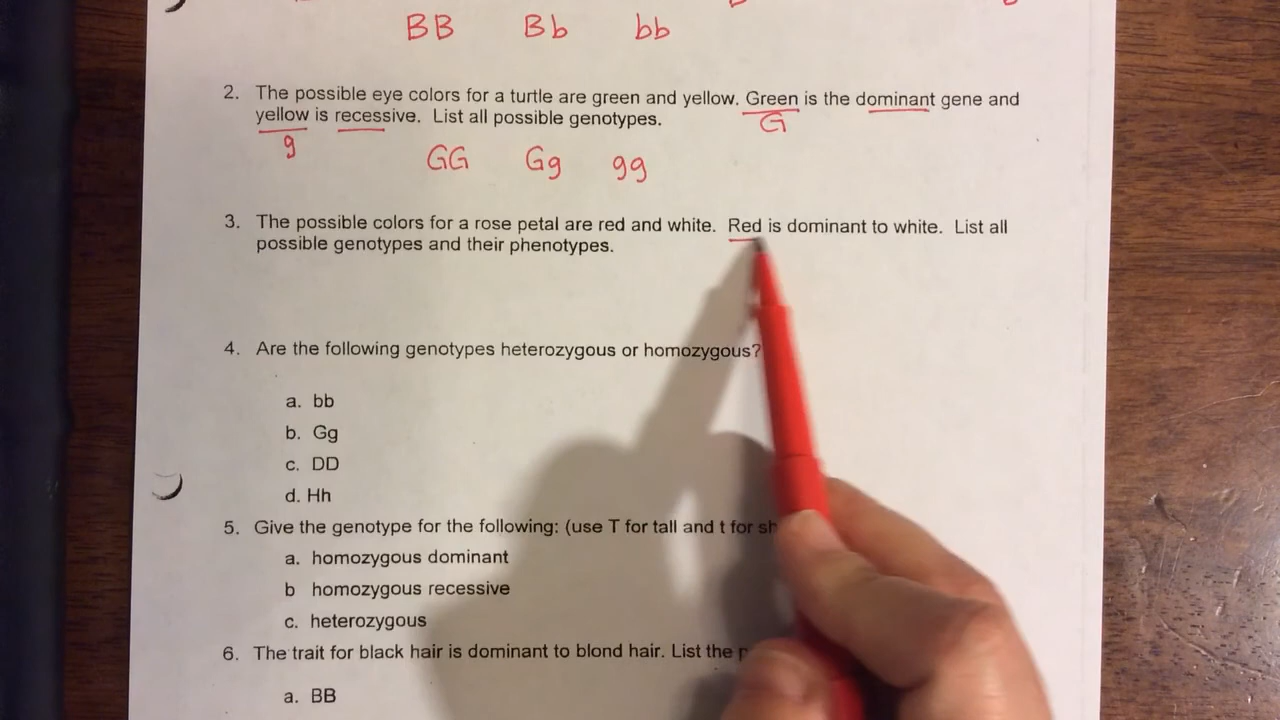 BB Bb bb
2. The possible eye colors for a turtle are green and yellow. Green is the dominant gene and
yellow is recessive. List all possible genotypes.
G
g
GG Gg gg
3. The possible colors for a rose petal are red and white. Red is dominant to white. List all
possible genotypes and their phenotypes.
4. Are the following genotypes heterozygous or homozygous?
a. bb
b. Gg
c. DD
d. Hh
5. Give the genotype for the following: (use T for tall and t for
a. homozygous dominant
b homozygous recessive
c. heterozygous
6. The trait for black hair is dominant to blond hair. List the
a. BB